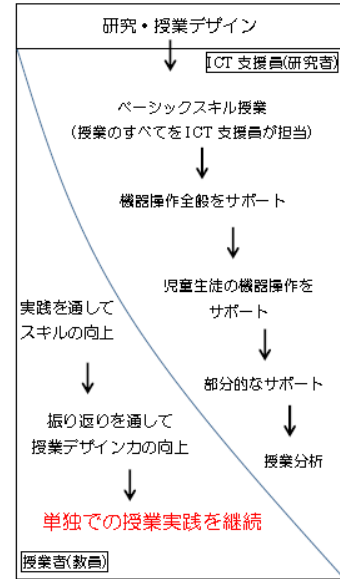 研究・授業デザイン
ICT支援員(研究者)
ベーシックスキル授業
(授業のすべてをICT支援員が担当)
機器操作全般をサポート
児童生徒の機器操作を
サポート
部分的なサポート
授業分析
実践を通して
スキルの向上
振り返りを通して
授業デザイン力の向上
単独での授業実践を継続
授業者(教員)